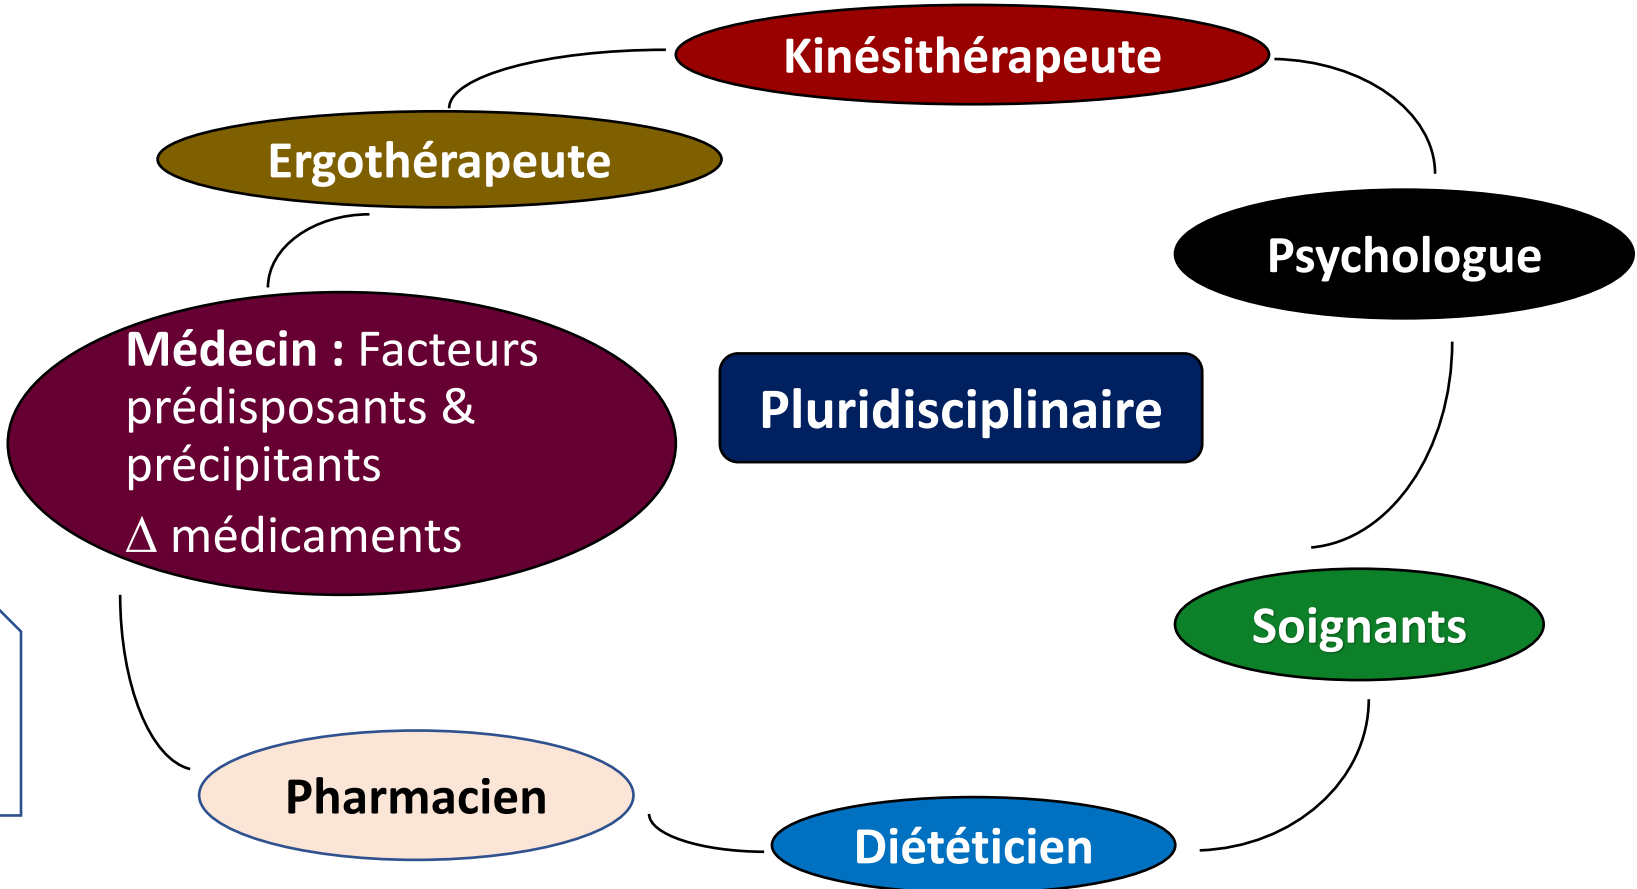 Kinésithérapeute
Ergothérapeute
Psychologue
Médecin : Facteurs
prédisposants &
précipitants
Δ médicaments
Pluridisciplinaire
Soignants
Pharmacien
Diététicien